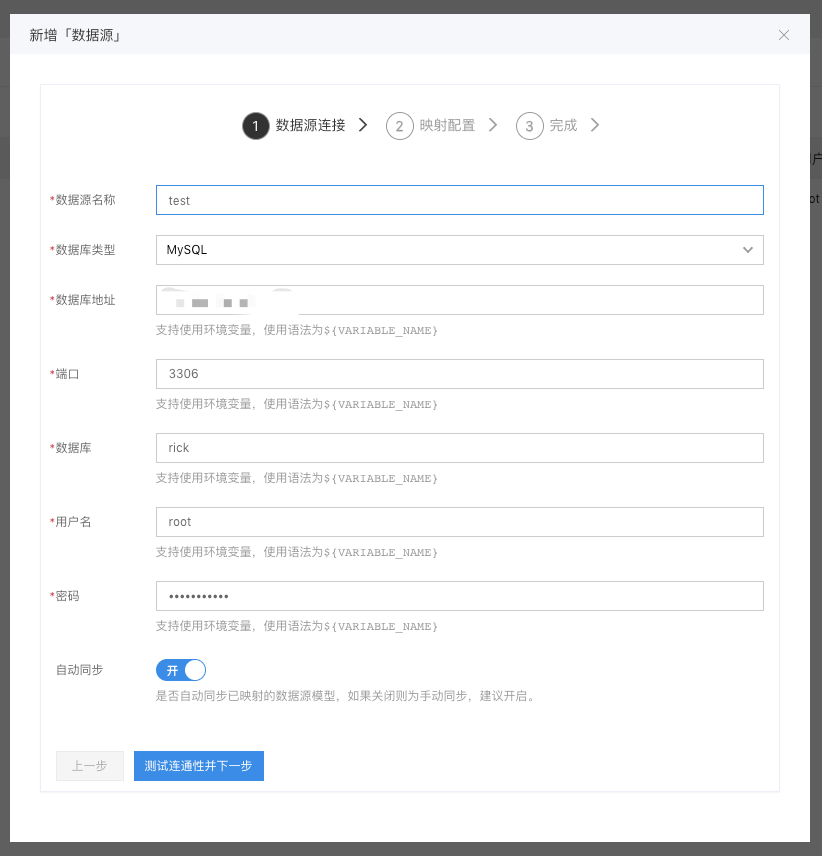 新增「数据源」
1 数据源连接 2 映射配置 3 完成
*数据源名称 test
*数据库类型 MySQL
*数据库地址
支持使用环境变量，使用语法为${VARIABLE_NAME}
*端口 3306
支持使用环境变量，使用语法为${VARIABLE_NAME}
*数据库 rick
支持使用环境变量，使用语法为${VARIABLE_NAME}
*用户名 root
支持使用环境变量，使用语法为${VARIABLE_NAME}
*密码 •••••••••••
支持使用环境变量，使用语法为${VARIABLE_NAME}
自动同步 开
是否自动同步已映射的数据源模型，如果关闭则为手动同步，建议开启。
上一步 测试连通性并下一步